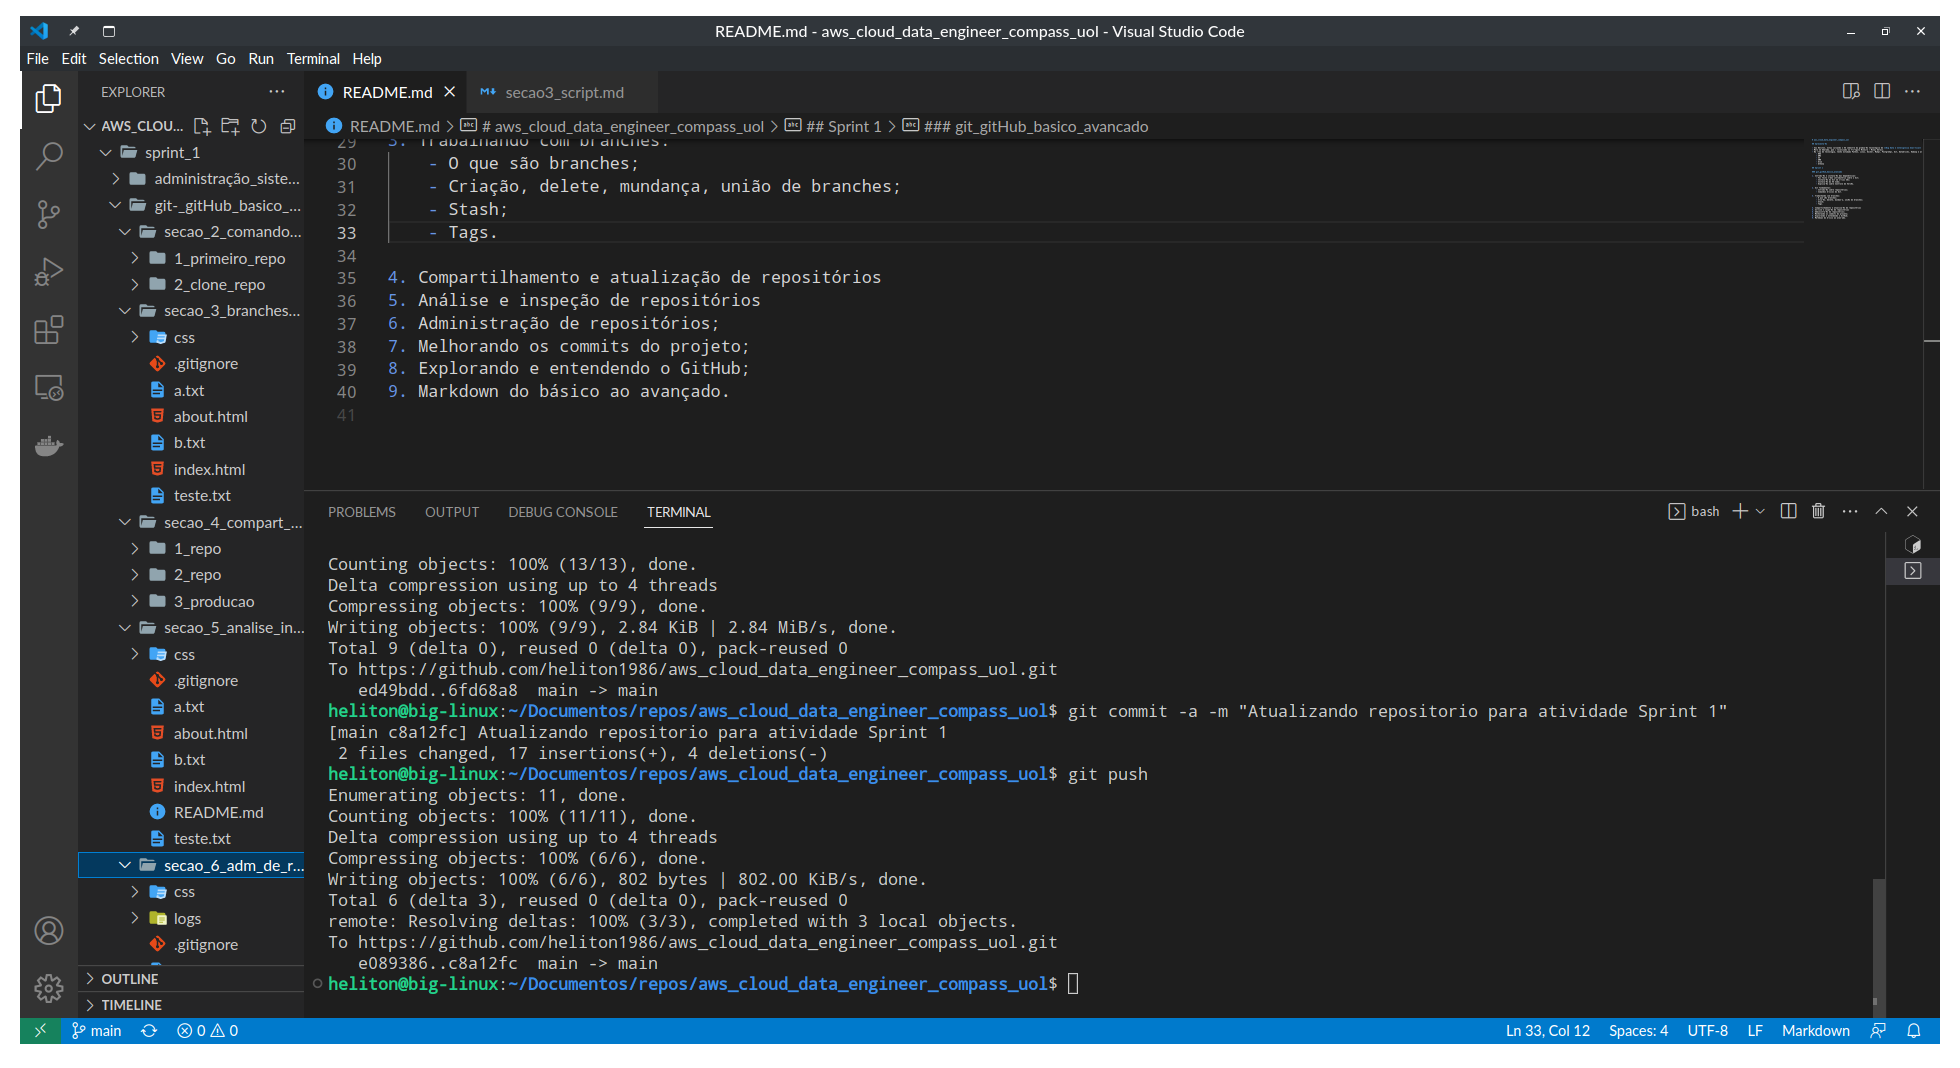 README.md - aws_cloud_data_engineer_compass_uol - Visual Studio Code
File Edit Selection View Go Run Terminal Help
EXPLORER
AWS_CLOU...
sprint_1
administração_siste...
git-_gitHub_basico_...
secao_2_comando...
1_primeiro_repo
2_clone_repo
secao_3_branches...
css
.gitignore
a.txt
about.html
b.txt
index.html
teste.txt
secao_4_compart_...
1_repo
2_repo
3_producao
secao_5_analise_in...
css
.gitignore
a.txt
about.html
b.txt
index.html
README.md
teste.txt
secao_6_adm_de_r...
css
logs
.gitignore
OUTLINE
TIMELINE
README.md
secao3_script.md
README.md > # aws_cloud_data_engineer_compass_uol > ## Sprint 1 > ### git_gitHub_basico_avancado
29 3. Trabalhando com branches:
30 - O que são branches;
31 - Criação, delete, mundança, união de branches;
32 - Stash;
33 - Tags.
34
35 4. Compartilhamento e atualização de repositórios
36 5. Análise e inspeção de repositórios
37 6. Administração de repositórios;
38 7. Melhorando os commits do projeto;
39 8. Explorando e entendendo o GitHub;
40 9. Markdown do básico ao avançado.
41
PROBLEMS OUTPUT DEBUG CONSOLE TERMINAL
bash
Counting objects: 100% (13/13), done.
Delta compression using up to 4 threads
Compressing objects: 100% (9/9), done.
Writing objects: 100% (9/9), 2.84 KiB | 2.84 MiB/s, done.
Total 9 (delta 0), reused 0 (delta 0), pack-reused 0
To https://github.com/heliton1986/aws_cloud_data_engineer_compass_uol.git
ed49bdd..6fd68a8 main -> main
heliton@big-linux:~/Documentos/repos/aws_cloud_data_engineer_compass_uol$ git commit -a -m "Atualizando repositorio para atividade Sprint 1"
[main c8a12fc] Atualizando repositorio para atividade Sprint 1
2 files changed, 17 insertions(+), 4 deletions(-)
heliton@big-linux:~/Documentos/repos/aws_cloud_data_engineer_compass_uol$ git push
Enumerating objects: 11, done.
Counting objects: 100% (11/11), done.
Delta compression using up to 4 threads
Compressing objects: 100% (6/6), done.
Writing objects: 100% (6/6), 802 bytes | 802.00 KiB/s, done.
Total 6 (delta 3), reused 0 (delta 0), pack-reused 0
remote: Resolving deltas: 100% (3/3), completed with 3 local objects.
To https://github.com/heliton1986/aws_cloud_data_engineer_compass_uol.git
e089386..c8a12fc main -> main
heliton@big-linux:~/Documentos/repos/aws_cloud_data_engineer_compass_uol$
main 0 0
Ln 33, Col 12 Spaces: 4 UTF-8 LF Markdown